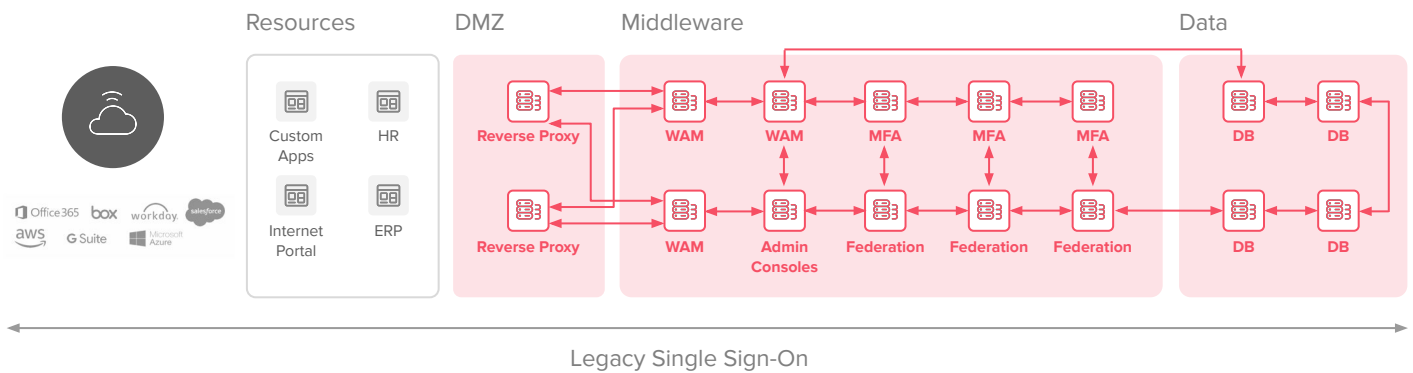 Resources
DMZ
Middleware
Data
Custom
Apps
HR
Internet
Portal
ERP
Office 365
box
workday.
salesforce
aws
G Suite
Microsoft
Azure
Reverse Proxy
WAM
WAM
MFA
MFA
MFA
DB
DB
Reverse Proxy
WAM
Admin
Consoles
Federation
Federation
Federation
DB
DB
Legacy Single Sign-On